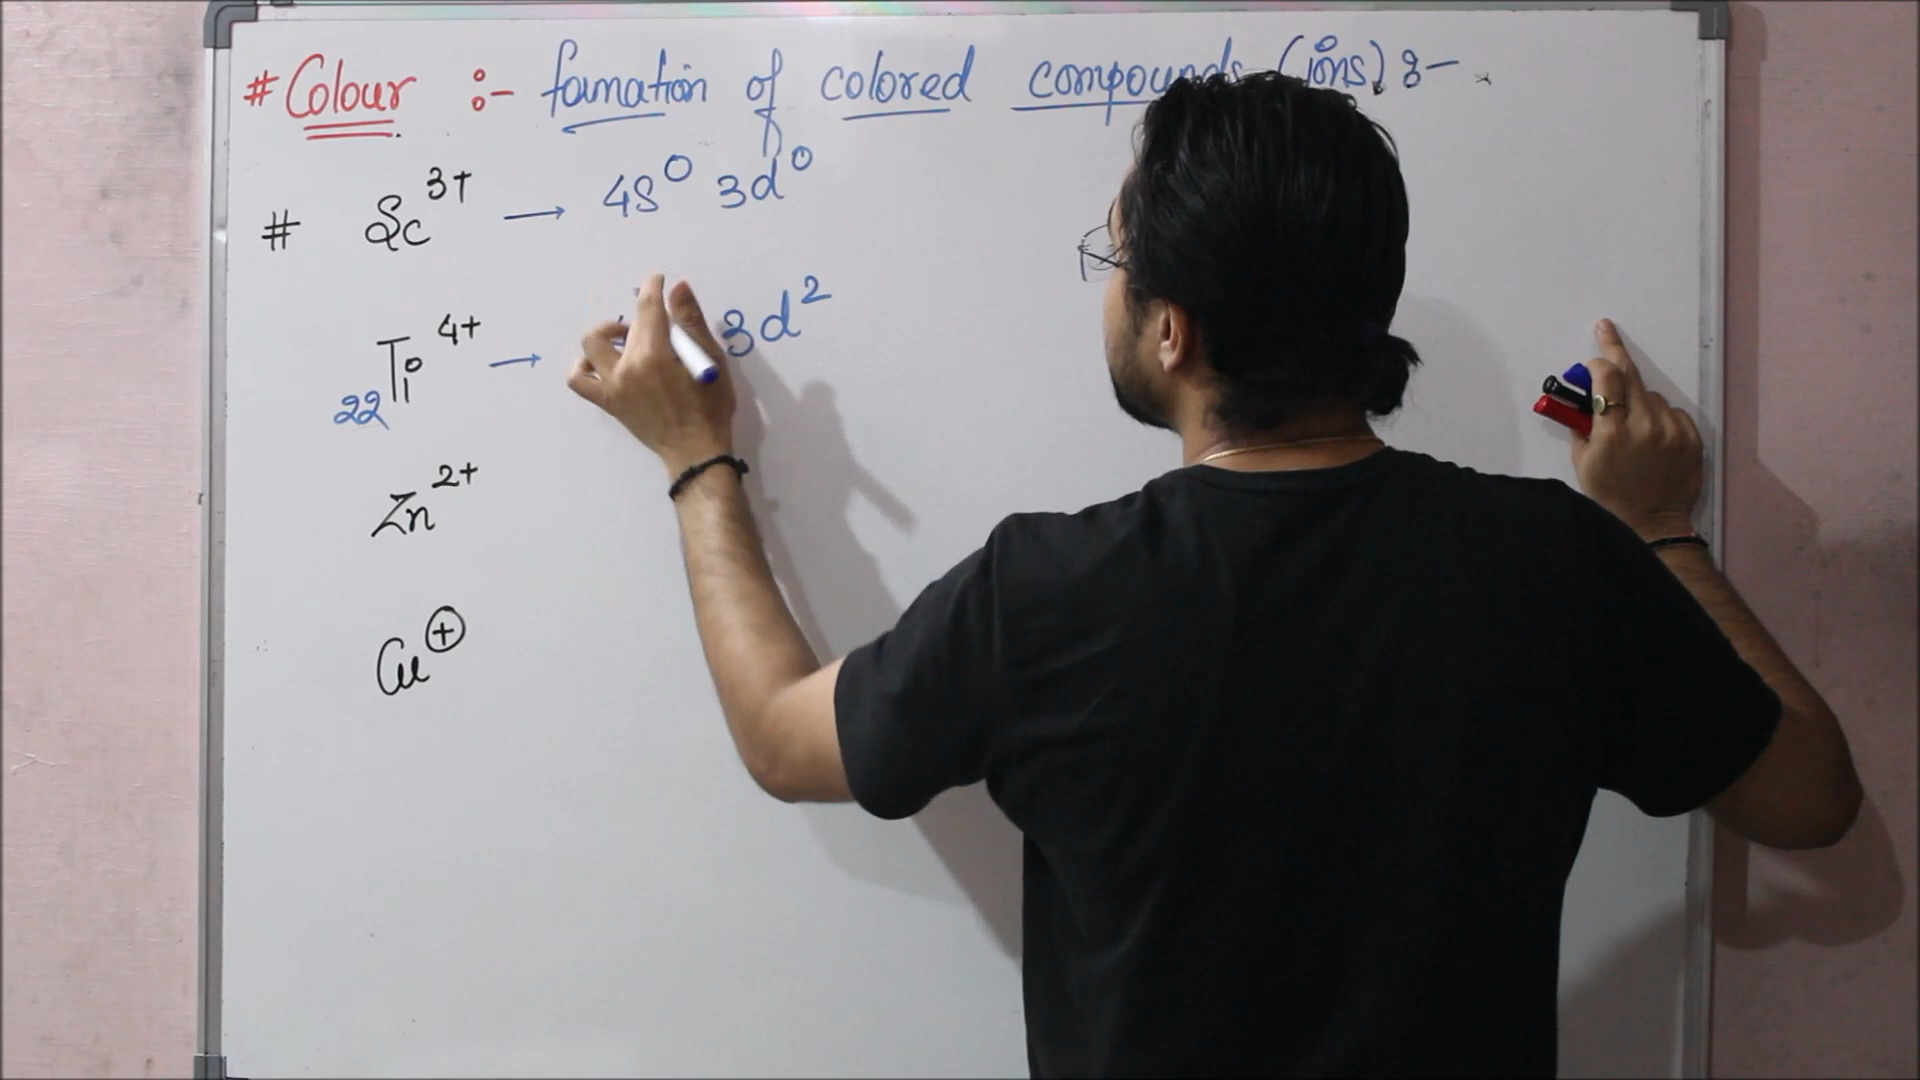 # Colour :- formation of colored compounds (ions) :-
# Sc³⁺ → 4S⁰ 3d⁰
₂₂Ti⁴⁺ → 3d²
Zn²⁺
Cu⁺